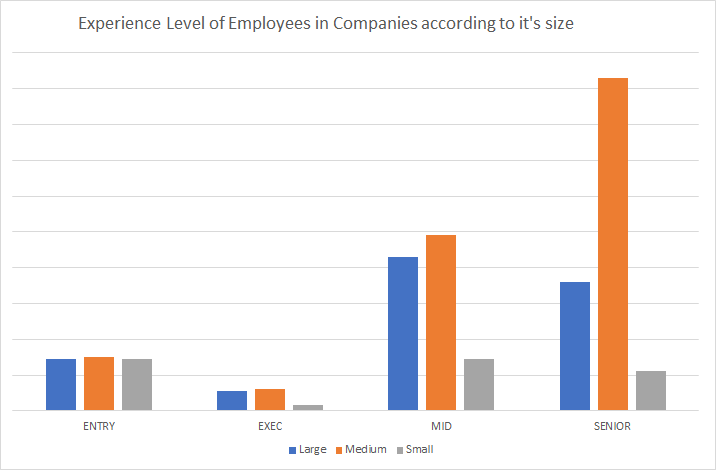 Experience Level of Employees in Companies according to it's size
ENTRY EXEC MID SENIOR
Large Medium Small